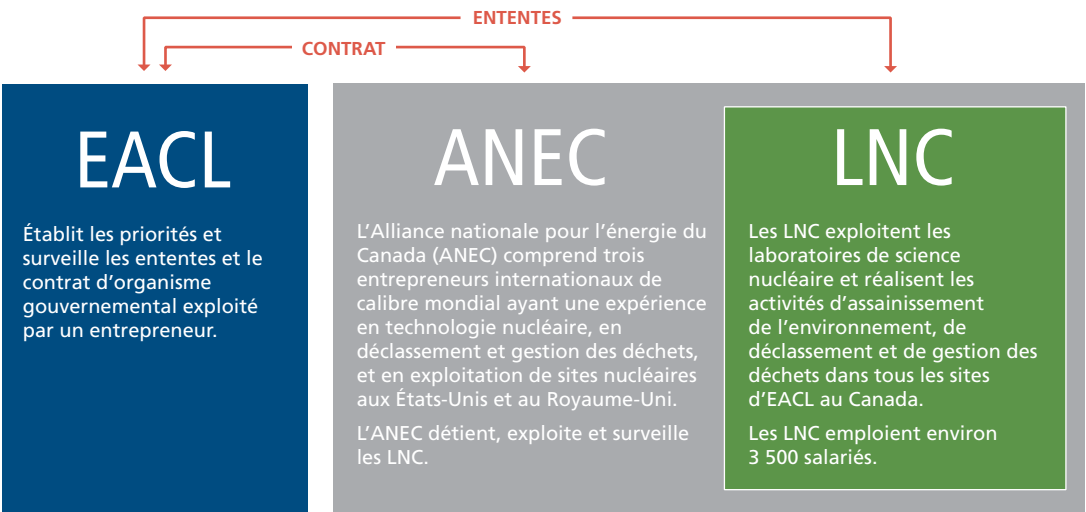 ENTENTES
CONTRAT
EACL
Établit les priorités et
surveille les ententes et le
contrat d’organisme
gouvernemental exploité
par un entrepreneur.
ANEC
L’Alliance nationale pour l’énergie du
Canada (ANEC) comprend trois
entrepreneurs internationaux de
calibre mondial ayant une expérience
en technologie nucléaire, en
déclassement et gestion des déchets,
et en exploitation de sites nucléaires
aux États-Unis et au Royaume-Uni.
L’ANEC détient, exploite et surveille
les LNC.
LNC
Les LNC exploitent les
laboratoires de science
nucléaire et réalisent les
activités d’assainissement
de l’environnement, de
déclassement et de gestion des
déchets dans tous les sites
d’EACL au Canada.
Les LNC emploient environ
3 500 salariés.